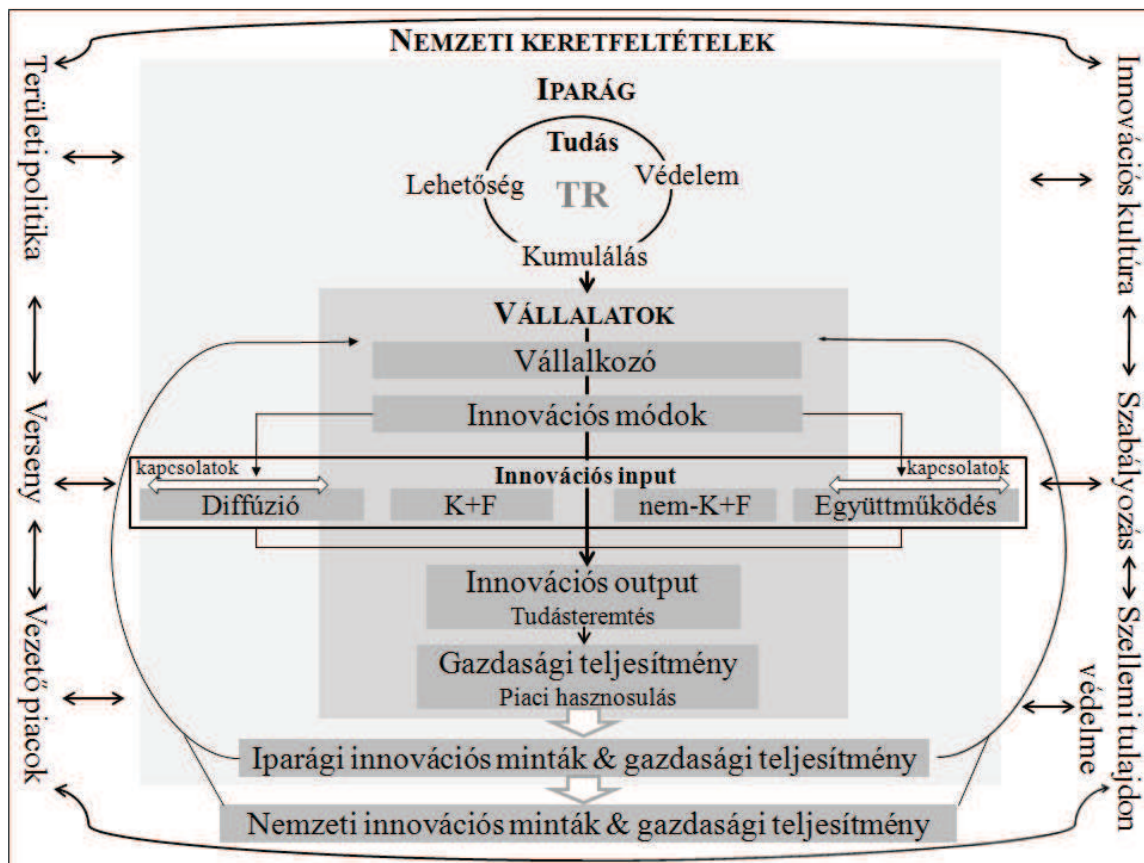 NEMZETI KERETFELTÉTELEK
Területi politika
Verseny
Vezető piacok
IPARÁG
Tudás
Lehetőség
Védelem
TR
Kumulálás
VÁLLALATOK
Vállalkozó
Innovációs módok
kapcsolatok
Innovációs input
kapcsolatok
Diffúzió
K+F
nem-K+F
Együttműködés
Innovációs output
Tudásteremtés
Gazdasági teljesítmény
Piaci hasznosulás
Iparági innovációs minták & gazdasági teljesítmény
Nemzeti innovációs minták & gazdasági teljesítmény
Innovációs kultúra
Szabályozás
Szellemi tulajdon
védelme